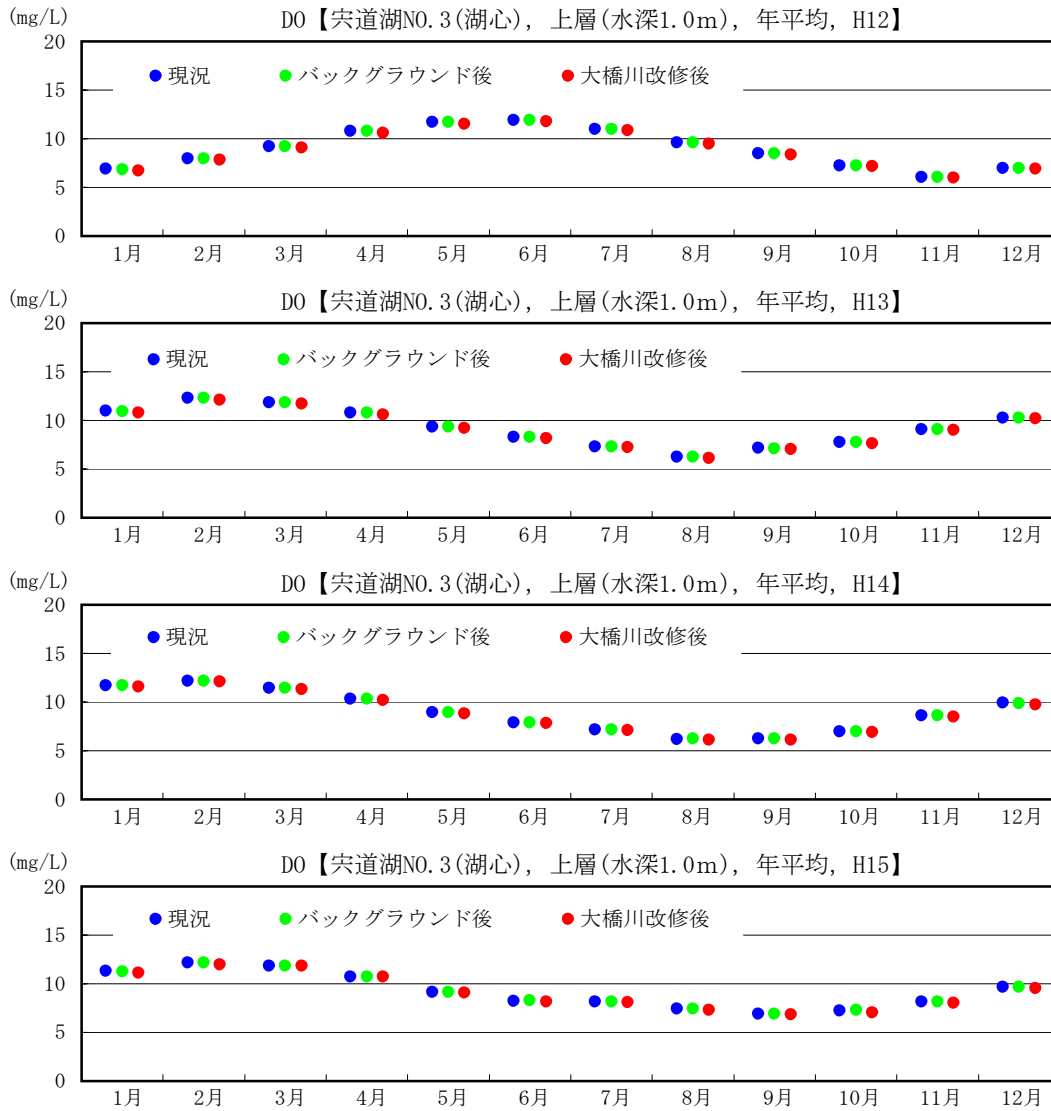 (mg/L) DO【宍道湖NO.3(湖心), 上層(水深1.0m), 年平均, H12】
20
現況 バックグラウンド後 大橋川改修後
15
10
5
0
1月 2月 3月 4月 5月 6月 7月 8月 9月 10月 11月 12月
(mg/L) DO【宍道湖NO.3(湖心), 上層(水深1.0m), 年平均, H13】
20
現況 バックグラウンド後 大橋川改修後
15
10
5
0
1月 2月 3月 4月 5月 6月 7月 8月 9月 10月 11月 12月
(mg/L) DO【宍道湖NO.3(湖心), 上層(水深1.0m), 年平均, H14】
20
現況 バックグラウンド後 大橋川改修後
15
10
5
0
1月 2月 3月 4月 5月 6月 7月 8月 9月 10月 11月 12月
(mg/L) DO【宍道湖NO.3(湖心), 上層(水深1.0m), 年平均, H15】
20
現況 バックグラウンド後 大橋川改修後
15
10
5
0
1月 2月 3月 4月 5月 6月 7月 8月 9月 10月 11月 12月